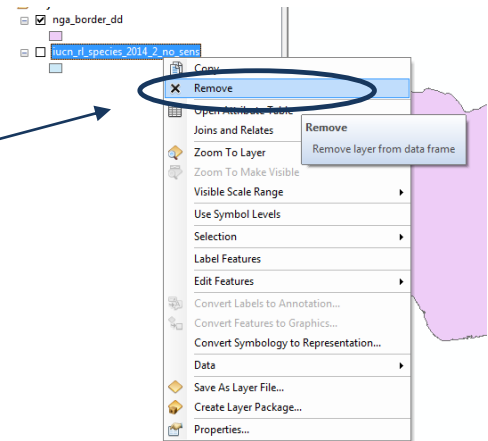 nga_border_dd
iucn_rl_species_2014_2_no_sens
Copy
Remove
Open Attribute Table
Joins and Relates
Remove
Remove layer from data frame
Zoom To Layer
Zoom To Make Visible
Visible Scale Range
Use Symbol Levels
Selection
Label Features
Edit Features
Convert Labels to Annotation...
Convert Features to Graphics...
Convert Symbology to Representation...
Data
Save As Layer File...
Create Layer Package...
Properties...